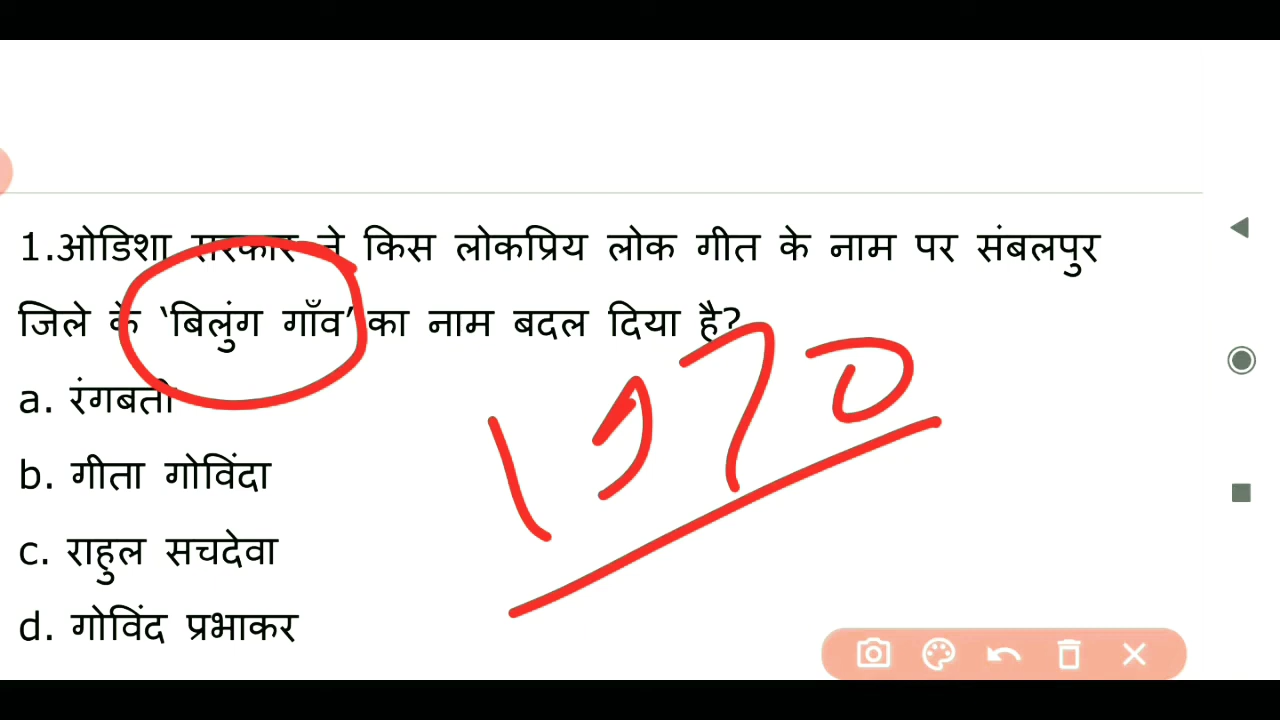 1.ओडिशा सरकार ने किस लोकप्रिय लोक गीत के नाम पर संबलपुर
जिले के ‘बिलुंग गाँव’ का नाम बदल दिया है?
a. रंगबती
b. गीता गोविंदा
c. राहुल सचदेवा
d. गोविंद प्रभाकर
1970